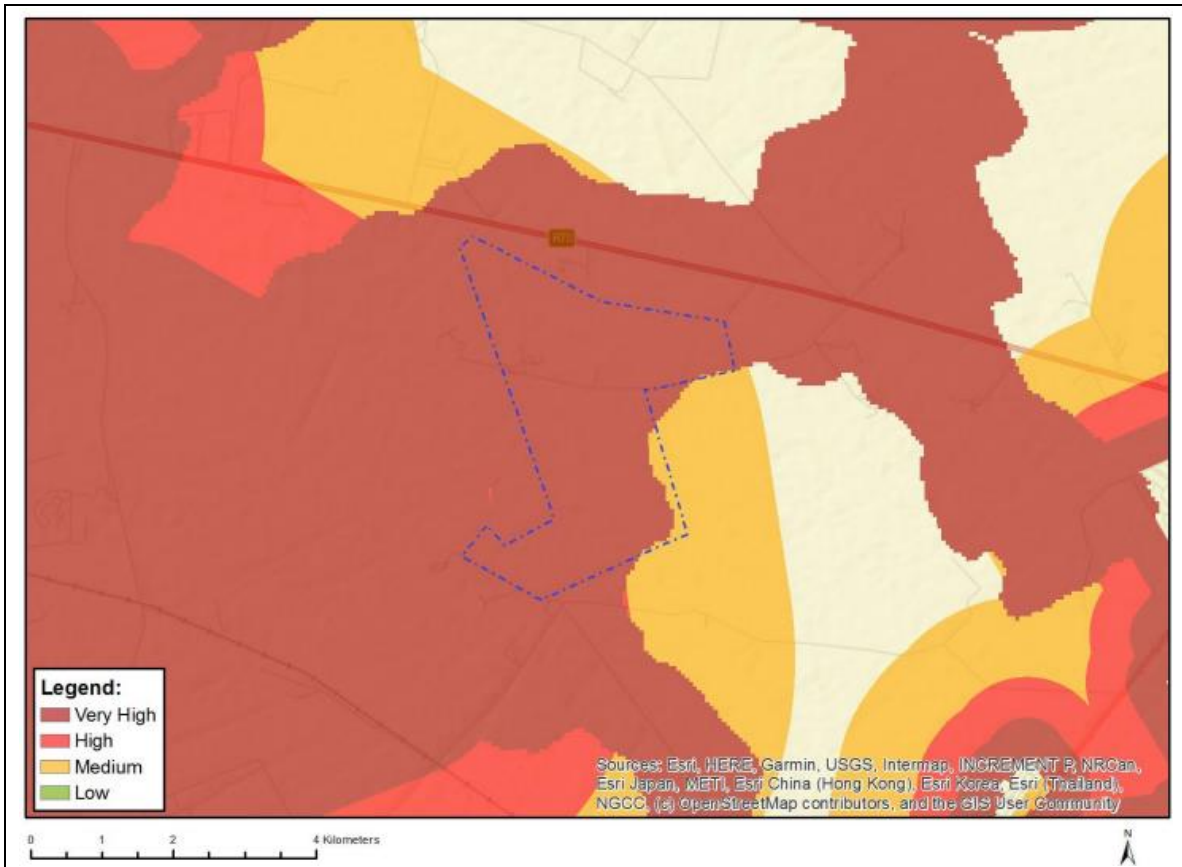 Legend:
Very High
High
Medium
Low
Sources: Esri, HERE, Garmin, USGS, Intermap, INCREMENT P, NRCan,
Esri Japan, METI, Esri China (Hong Kong), Esri Korea, Esri (Thailand),
NGCC, (c) OpenStreetMap contributors, and the GIS User Community
0 1 2 4 Kilometers
N